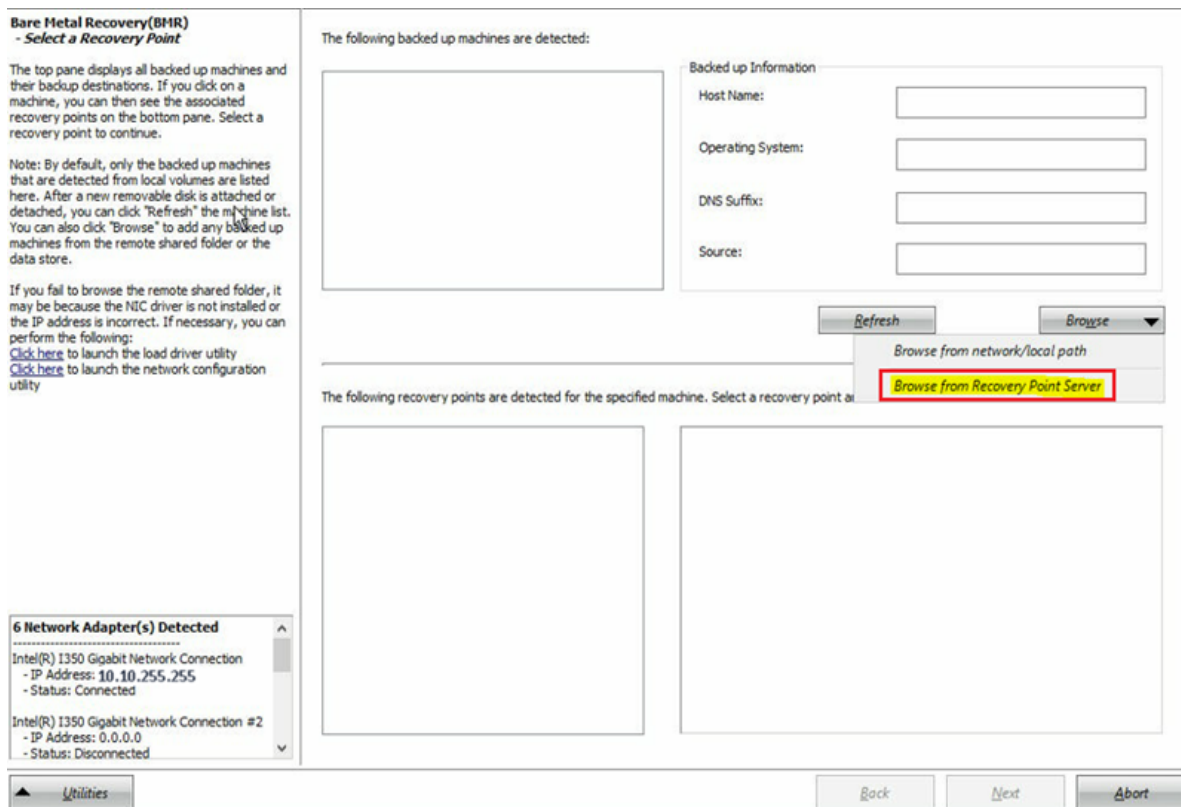 Bare Metal Recovery(BMR)
- Select a Recovery Point
The top pane displays all backed up machines and
their backup destinations. If you click on a
machine, you can then see the associated
recovery points on the bottom pane. Select a
recovery point to continue.
Note: By default, only the backed up machines
that are detected from local volumes are listed
here. After a new removable disk is attached or
detached, you can click "Refresh" the machine list.
You can also click "Browse" to add any backed up
machines from the remote shared folder or the
data store.
If you fail to browse the remote shared folder, it
may be because the NIC driver is not installed or
the IP address is incorrect. If necessary, you can
perform the following:
Click here to launch the load driver utility
Click here to launch the network configuration
utility
6 Network Adapter(s) Detected
-----------------------------------
Intel(R) I350 Gigabit Network Connection
- IP Address: 10.10.255.255
- Status: Connected
Intel(R) I350 Gigabit Network Connection #2
- IP Address: 0.0.0.0
- Status: Disconnected
The following backed up machines are detected:
Backed up Information
Host Name:
Operating System:
DNS Suffix:
Source:
Refresh
Browse
Browse from network/local path
Browse from Recovery Point Server
The following recovery points are detected for the specified machine. Select a recovery point
Utilities
Back
Next
Abort